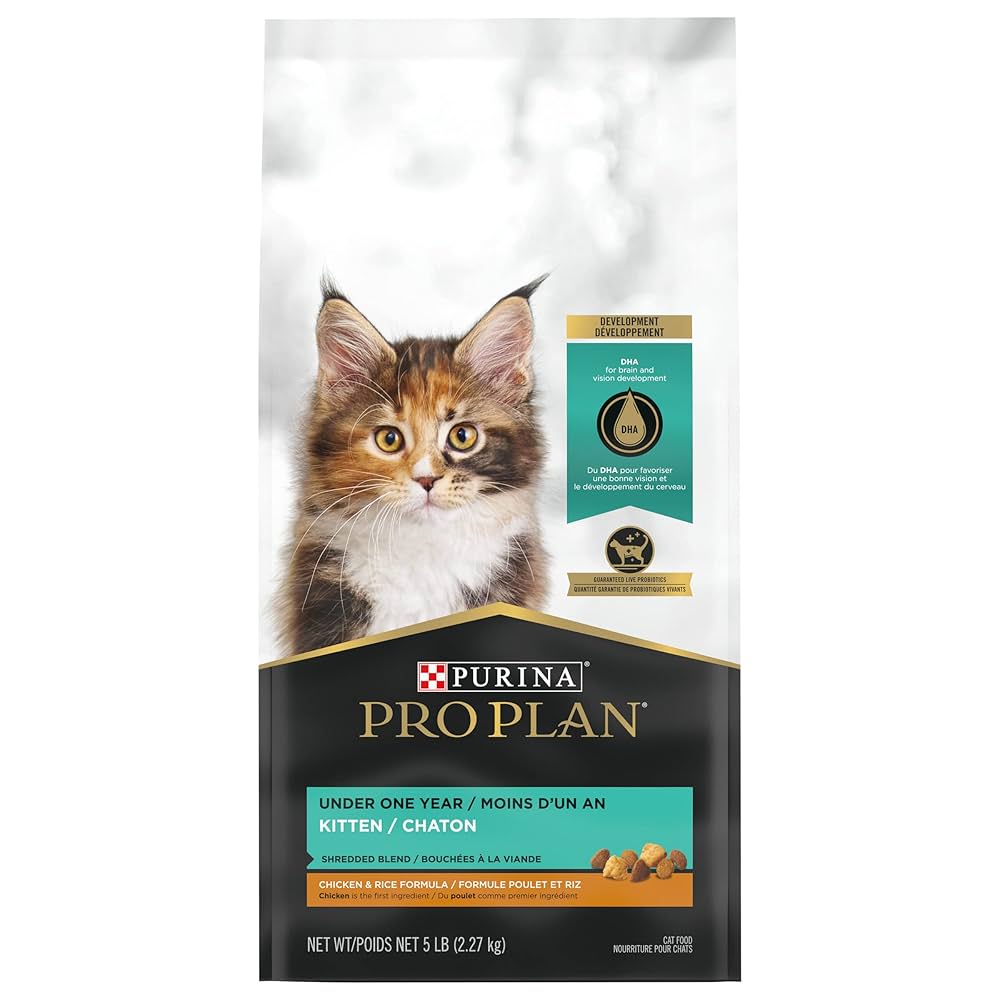 DEVELOPMENT
DÉVELOPPEMENT
DHA
for brain and
vision development
DHA
Du DHA pour favoriser
une bonne vision et
le développement du cerveau
GUARANTEED LIVE PROBIOTICS
QUANTITÉ GARANTIE DE PROBIOTIQUES VIVANTS
PURINA®
PRO PLAN®
UNDER ONE YEAR / MOINS D'UN AN
KITTEN / CHATON
SHREDDED BLEND / BOUCHÉES À LA VIANDE
CHICKEN & RICE FORMULA / FORMULE POULET ET RIZ
Chicken is the first ingredient / Du poulet comme premier ingrédient
NET WT/POIDS NET 5 LB (2.27 kg)
CAT FOOD
NOURRITURE POUR CHATS